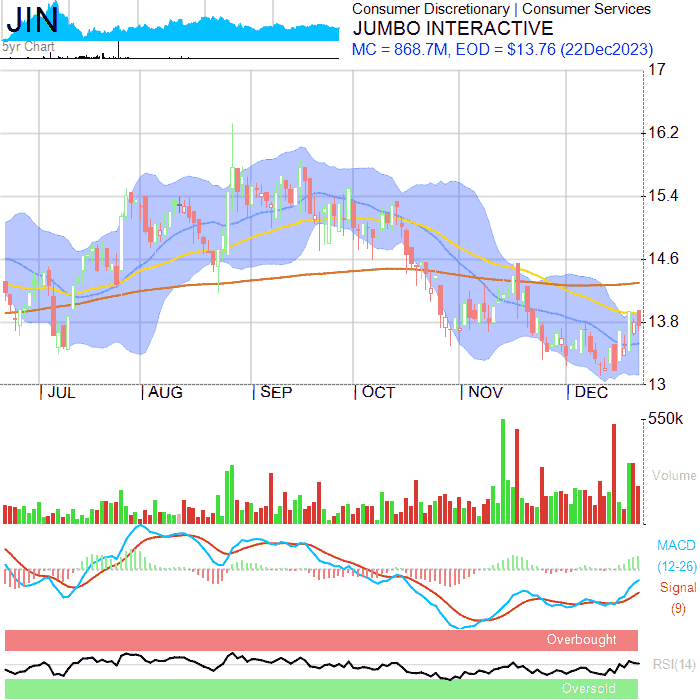 JIN
5yr Chart
Consumer Discretionary | Consumer Services
JUMBO INTERACTIVE
MC = 868.7M, EOD = $13.76 (22Dec2023)
17
16.2
15.4
14.6
13.8
13
| JUL | AUG | SEP | OCT | NOV | DEC
550k
Volume
MACD
(12-26)
Signal
(9)
Overbought
RSI(14)
Oversold